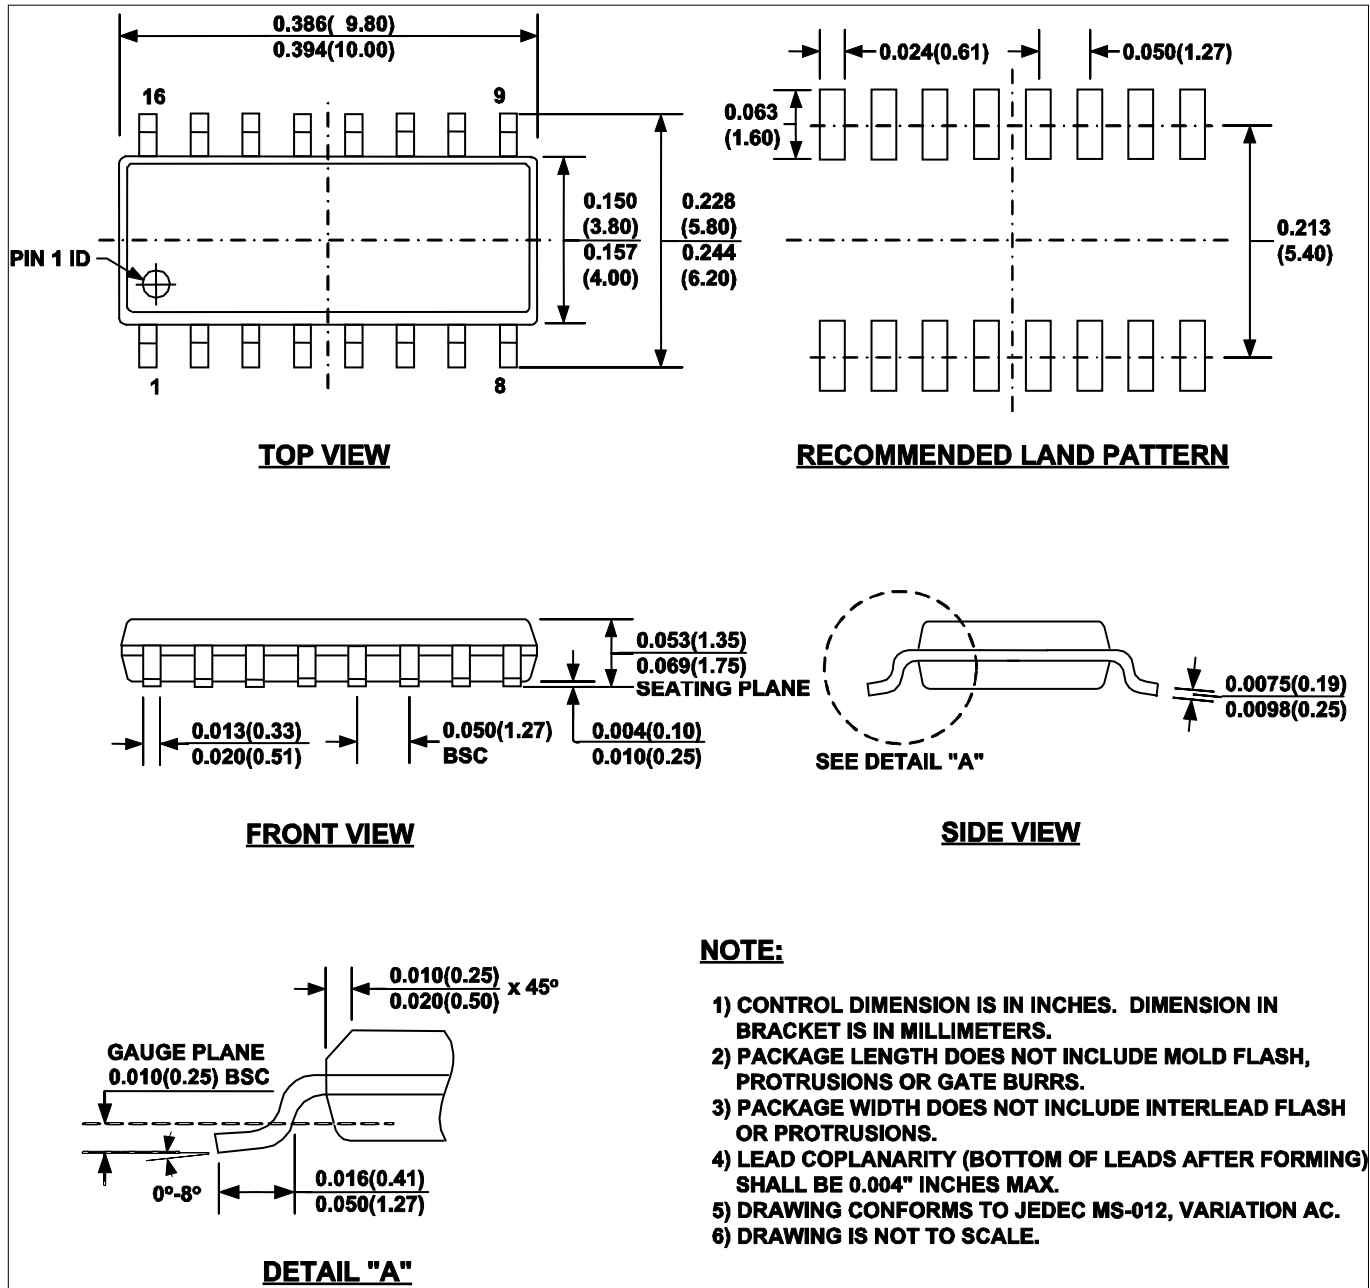 0.386( 9.80)
0.394(10.00)
16
9
0.150
(3.80)
0.157
(4.00)
0.228
(5.80)
0.244
(6.20)
PIN 1 ID
1
8
TOP VIEW
0.024(0.61)
0.050(1.27)
0.063
(1.60)
0.213
(5.40)
RECOMMENDED LAND PATTERN
0.053(1.35)
0.069(1.75)
SEATING PLANE
0.013(0.33)
0.020(0.51)
0.050(1.27)
BSC
0.004(0.10)
0.010(0.25)
FRONT VIEW
0.0075(0.19)
0.0098(0.25)
SEE DETAIL "A"
SIDE VIEW
0.010(0.25)
0.020(0.50)
x 45º
GAUGE PLANE
0.010(0.25) BSC
0º-8º
0.016(0.41)
0.050(1.27)
DETAIL "A"
NOTE:
1) CONTROL DIMENSION IS IN INCHES. DIMENSION IN
BRACKET IS IN MILLIMETERS.
2) PACKAGE LENGTH DOES NOT INCLUDE MOLD FLASH,
PROTRUSIONS OR GATE BURRS.
3) PACKAGE WIDTH DOES NOT INCLUDE INTERLEAD FLASH
OR PROTRUSIONS.
4) LEAD COPLANARITY (BOTTOM OF LEADS AFTER FORMING)
SHALL BE 0.004" INCHES MAX.
5) DRAWING CONFORMS TO JEDEC MS-012, VARIATION AC.
6) DRAWING IS NOT TO SCALE.